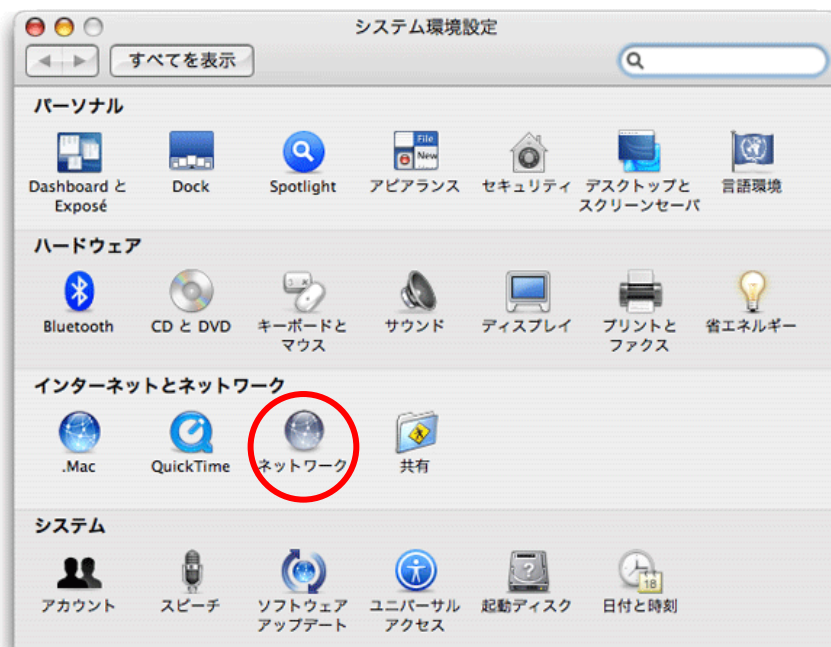 システム環境設定
すべてを表示
パーソナル
Dashboard と
Exposé
Dock
Spotlight
File
New
アピアランス
セキュリティ
デスクトップと
スクリーンセーバ
言語環境
ハードウェア
Bluetooth
CD と DVD
キーボードと
マウス
サウンド
ディスプレイ
プリントと
ファクス
省エネルギー
インターネットとネットワーク
.Mac
QuickTime
ネットワーク
共有
システム
アカウント
スピーチ
ソフトウェア
アップデート
ユニバーサル
アクセス
?
起動ディスク
18
日付と時刻